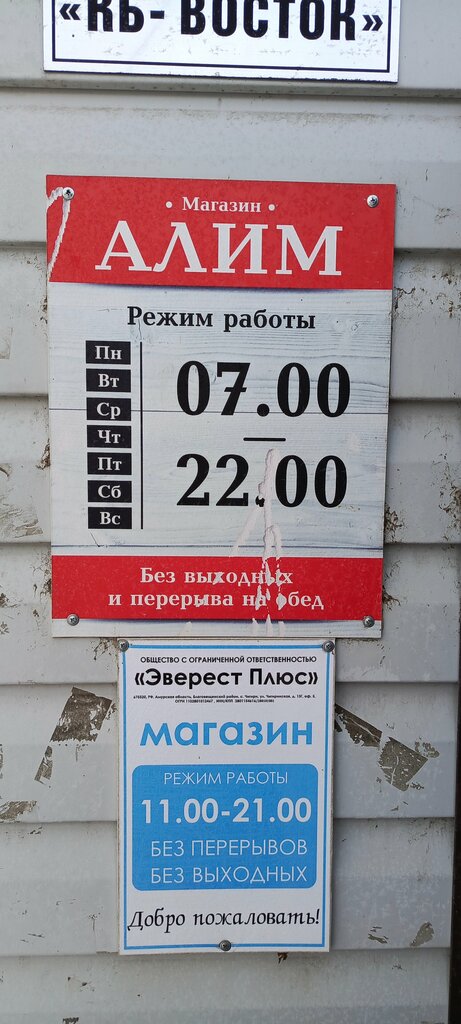 «КБ- ВОСТОК»
• Магазин •
АЛИМ
Режим работы
Пн
Вт
Ср
Чт
Пт
Сб
Вс
07.00
—
22.00
Без выходных
и перерыва на обед
ОБЩЕСТВО С ОГРАНИЧЕННОЙ ОТВЕТСТВЕННОСТЬЮ
«Эверест Плюс»
магазин
РЕЖИМ РАБОТЫ
11.00-21.00
БЕЗ ПЕРЕРЫВОВ
БЕЗ ВЫХОДНЫХ
Добро пожаловать!